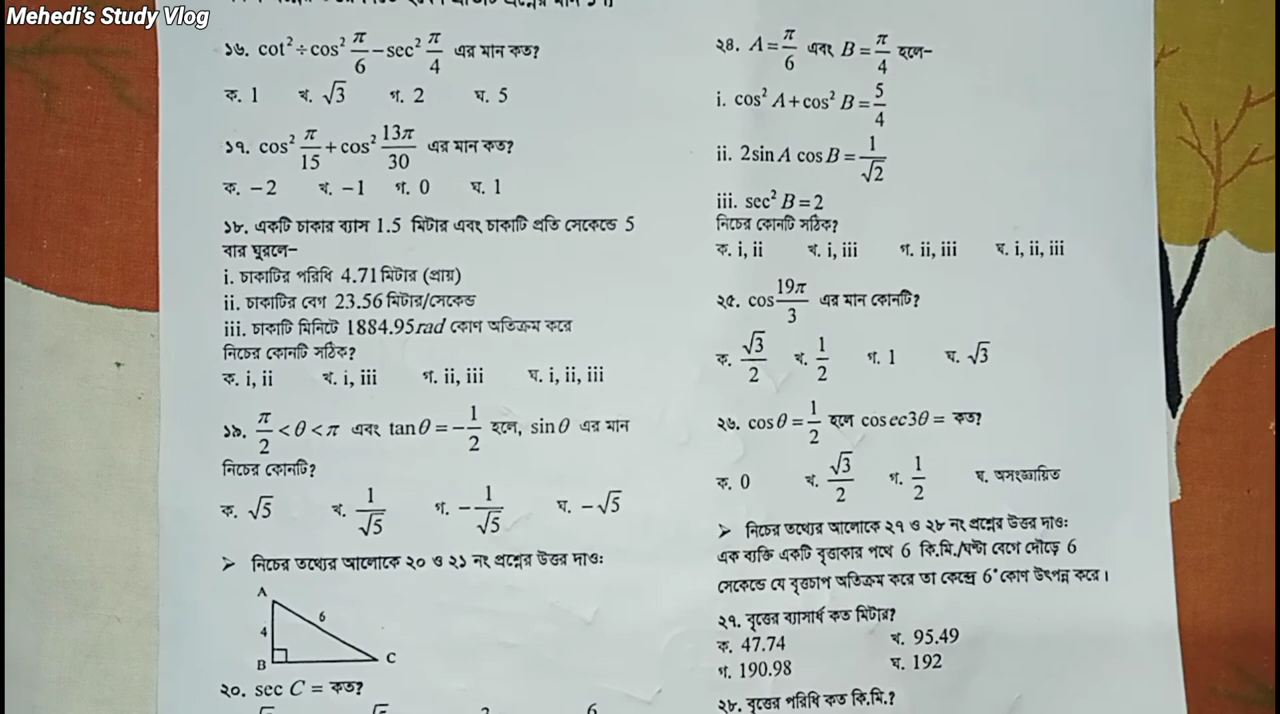 Mehedi's Study Vlog
১৬. cot² ÷ cos² π/6 − sec² π/4 এর মান কত?
ক. 1 খ. √3 গ. 2 ঘ. 5
১৭. cos² π/15 + cos² 13π/30 এর মান কত?
ক. −2 খ. −1 গ. 0 ঘ. 1
১৮. একটি চাকার ব্যাস 1.5 মিটার এবং চাকাটি প্রতি সেকেন্ডে 5
বার ঘুরলে–
i. চাকাটির পরিধি 4.71 মিটার (প্রায়)
ii. চাকাটির বেগ 23.56 মিটার/সেকেন্ড
iii. চাকাটি মিনিটে 1884.95 rad কোণ অতিক্রম করে
নিচের কোনটি সঠিক?
ক. i, ii খ. i, iii গ. ii, iii ঘ. i, ii, iii
১৯. π/2 < θ < π এবং tanθ = −1/2 হলে, sinθ এর মান
নিচের কোনটি?
ক. √5 খ. 1/√5 গ. −1/√5 ঘ. −√5
➢ নিচের তথ্যের আলোকে ২০ ও ২১ নং প্রশ্নের উত্তর দাও:
A
6
4
B C
২০. sec C = কত?
২৪. A = π/6 এবং B = π/4 হলে–
i. cos² A + cos² B = 5/4
ii. 2sin A cos B = 1/√2
iii. sec² B = 2
নিচের কোনটি সঠিক?
ক. i, ii খ. i, iii গ. ii, iii ঘ. i, ii, iii
২৫. cos 19π/3 এর মান কোনটি?
ক. √3/2 খ. 1/2 গ. 1 ঘ. √3
২৬. cosθ = 1/2 হলে cosec3θ = কত?
ক. 0 খ. √3/2 গ. 1/2 ঘ. অসংজ্ঞায়িত
➢ নিচের তথ্যের আলোকে ২৭ ও ২৮ নং প্রশ্নের উত্তর দাও:
এক ব্যক্তি একটি বৃত্তাকার পথে 6 কি.মি./ঘণ্টা বেগে দৌড়ে 6
সেকেন্ডে যে বৃত্তচাপ অতিক্রম করে তা কেন্দ্রে 6° কোণ উৎপন্ন করে।
২৭. বৃত্তের ব্যাসার্ধ কত মিটার?
ক. 47.74 খ. 95.49
গ. 190.98 ঘ. 192
২৮. বৃত্তের পরিধি কত কি.মি.?